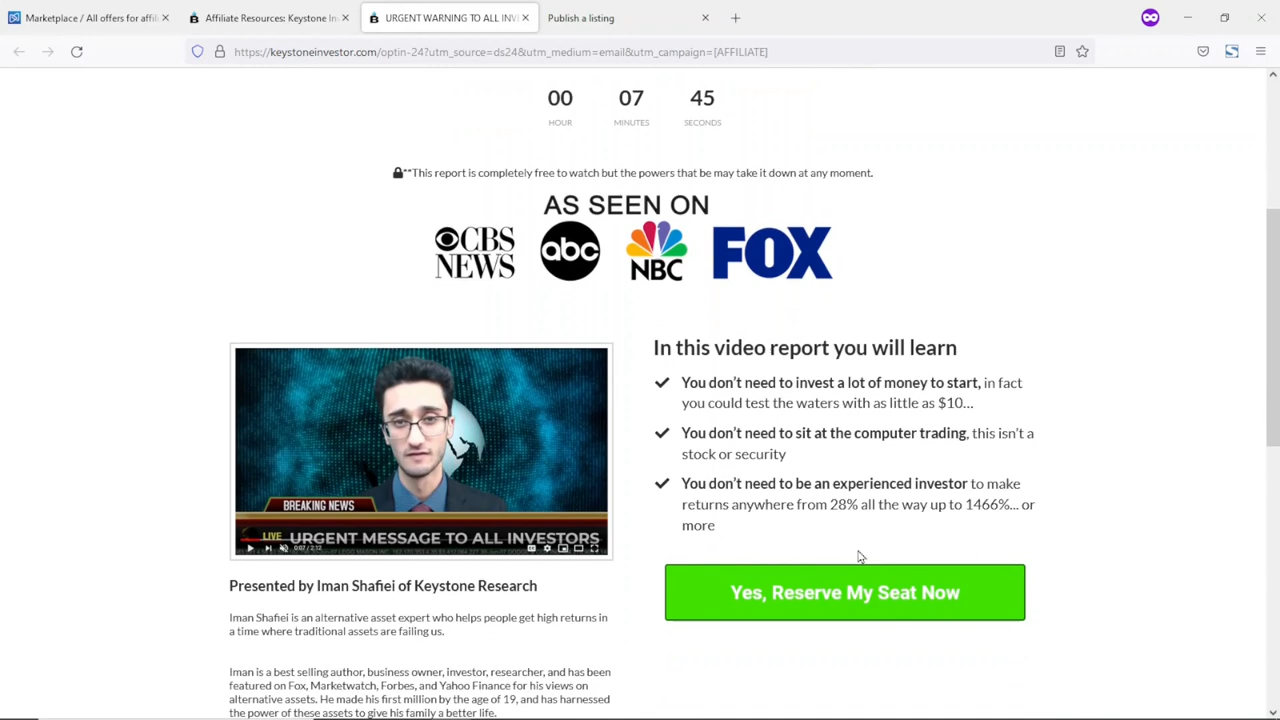 Marketplace / All offers for affili
Affiliate Resources: Keystone In
URGENT WARNING TO ALL INVE
Publish a listing
https://keystoneinvestor.com/optin-24?utm_source=ds24&utm_medium=email&utm_campaign=[AFFILIATE]
00 07 45
HOUR MINUTES SECONDS
**This report is completely free to watch but the powers that be may take it down at any moment.
AS SEEN ON
CBS NEWS
abc
NBC
FOX
BREAKING NEWS
LIVE URGENT MESSAGE TO ALL INVESTORS
0:07 / 2:12
Presented by Iman Shafiei of Keystone Research
Iman Shafiei is an alternative asset expert who helps people get high returns in
a time where traditional assets are failing us.
Iman is a best selling author, business owner, investor, researcher, and has been
featured on Fox, Marketwatch, Forbes, and Yahoo Finance for his views on
alternative assets. He made his first million by the age of 19, and has harnessed
the power of these assets to give his family a better life.
In this video report you will learn
You don't need to invest a lot of money to start, in fact
you could test the waters with as little as $10...
You don't need to sit at the computer trading, this isn't a
stock or security
You don't need to be an experienced investor to make
returns anywhere from 28% all the way up to 1466%... or
more
Yes, Reserve My Seat Now